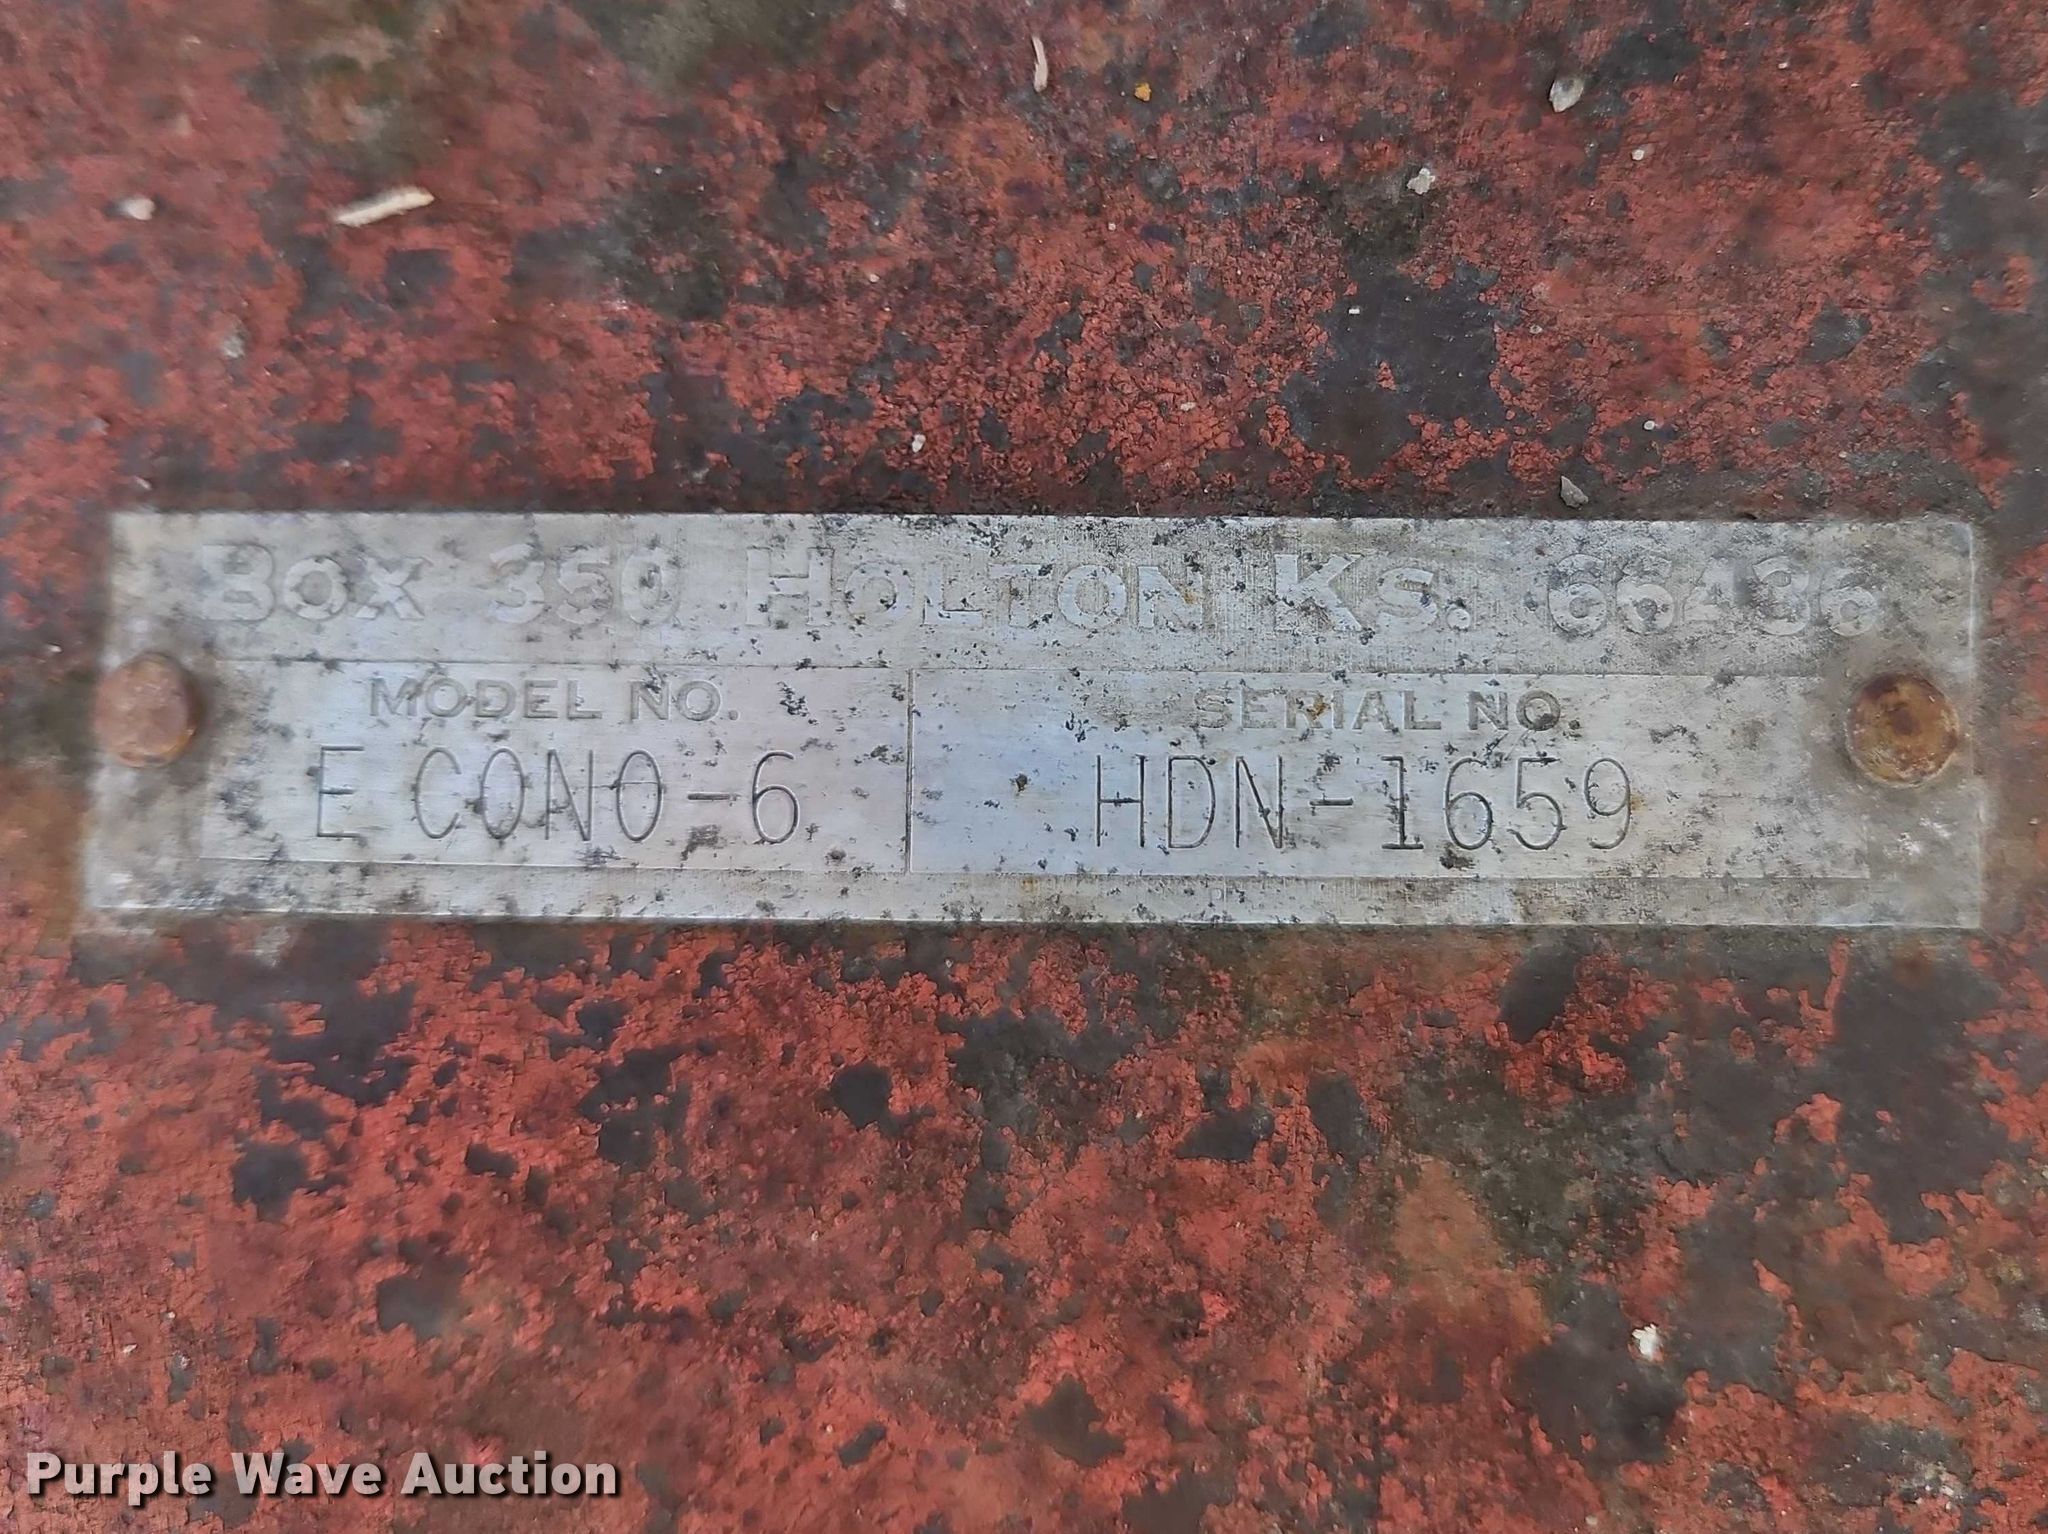 Box 350 Holton Ks. 66436
MODEL NO.
E CONO-6
SERIAL NO.
HDN-1659
Purple Wave Auction